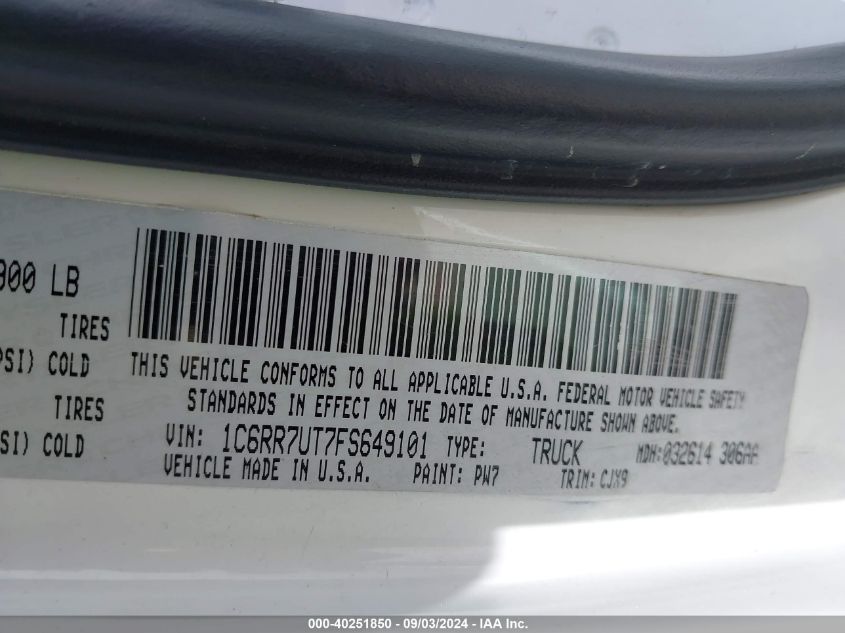 800 LB
TIRES
PSI) COLD
TIRES
SI) COLD
THIS VEHICLE CONFORMS TO ALL APPLICABLE U.S.A. FEDERAL MOTOR VEHICLE SAFETY
STANDARDS IN EFFECT ON THE DATE OF MANUFACTURE SHOWN ABOVE.
VIN: 1C6RR7UT7FS649101 TYPE: TRUCK MDH:032614 306AA
VEHICLE MADE IN U.S.A. PAINT: PW7 TRIM: CJX9
000-40251850 - 09/03/2024 - IAA Inc.